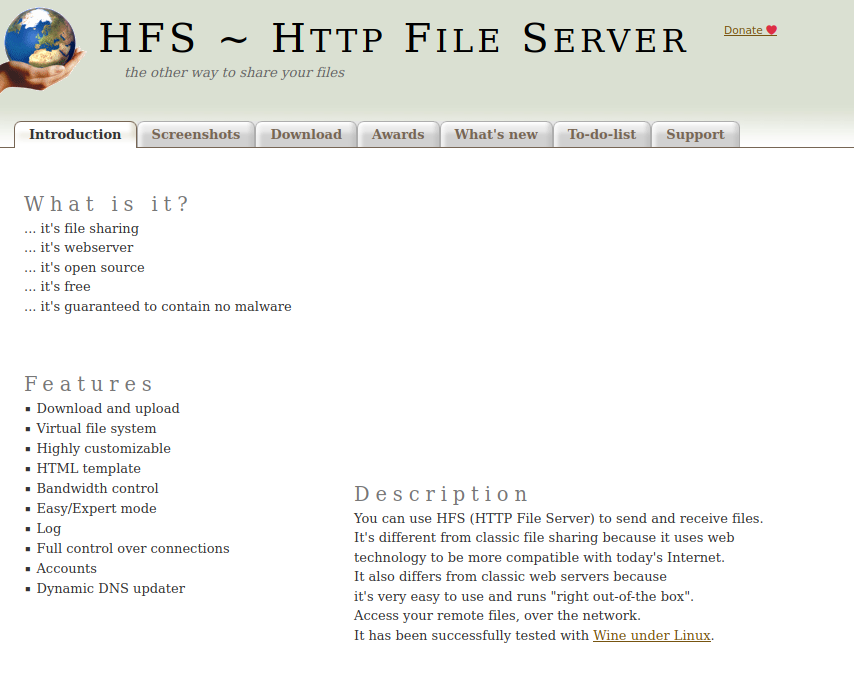 HFS ~ HTTP FILE SERVER
Donate
the other way to share your files
Introduction Screenshots Download Awards What's new To-do-list Support
What is it?
... it's file sharing
... it's webserver
... it's open source
... it's free
... it's guaranteed to contain no malware
Features
▪ Download and upload
▪ Virtual file system
▪ Highly customizable
▪ HTML template
▪ Bandwidth control
▪ Easy/Expert mode
▪ Log
▪ Full control over connections
▪ Accounts
▪ Dynamic DNS updater
Description
You can use HFS (HTTP File Server) to send and receive files.
It's different from classic file sharing because it uses web
technology to be more compatible with today's Internet.
It also differs from classic web servers because
it's very easy to use and runs "right out-of-the box".
Access your remote files, over the network.
It has been successfully tested with Wine under Linux.